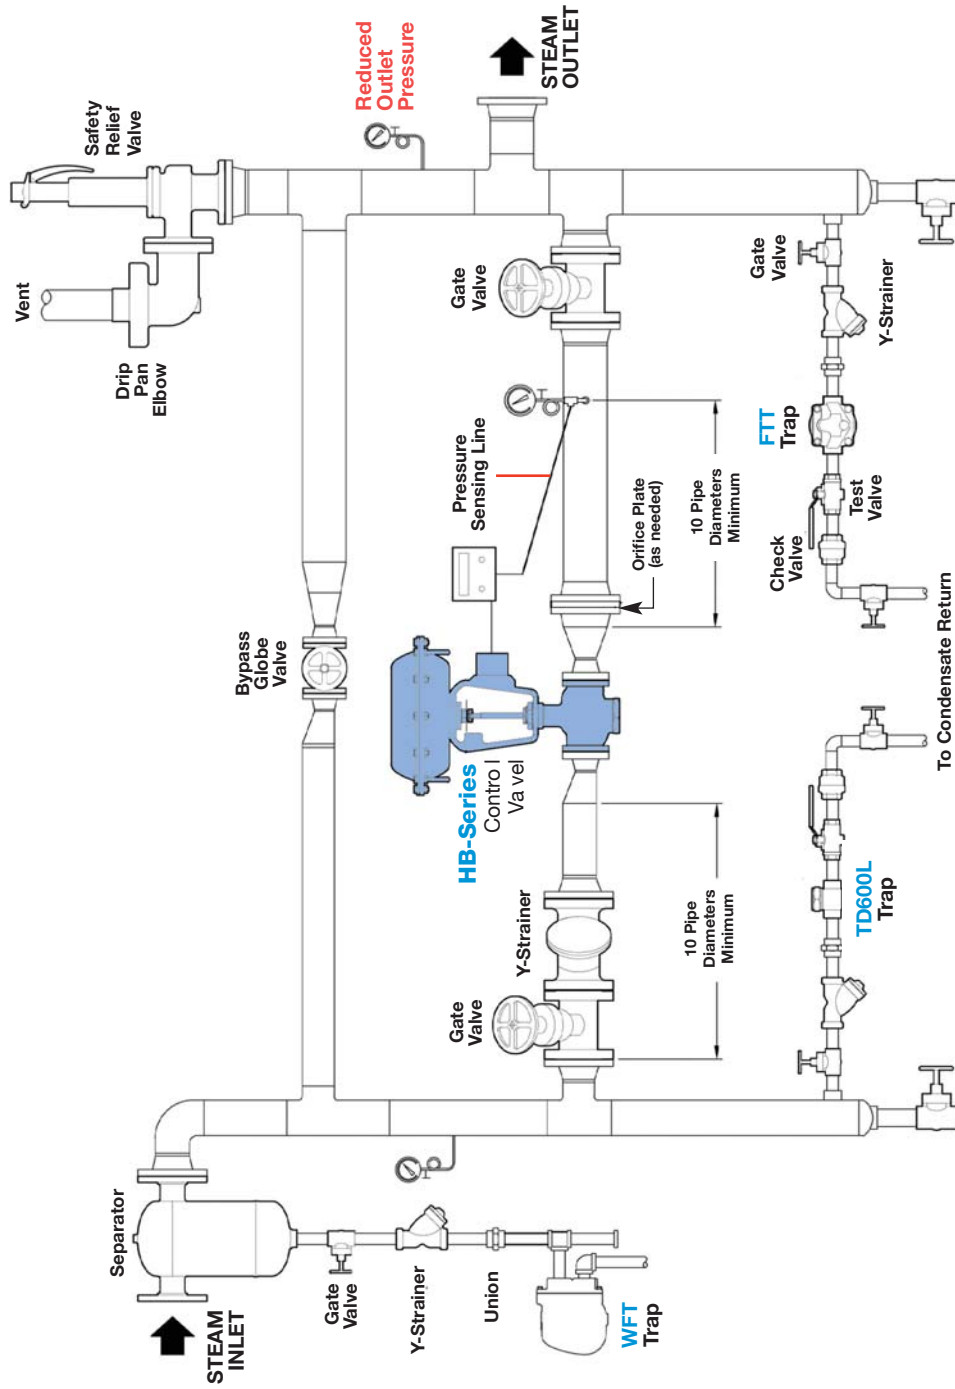 STEAM
INLET
Separator
Gate
Valve
Y-Strainer
Union
WFT
Trap
Gate
Valve
Y-Strainer
10 Pipe
Diameters
Minimum
TD600L
Trap
To Condensate Return
HB-Series
Control
Va vel
Bypass
Globe
Valve
Pressure
Sensing Line
Orifice Plate
(as needed)
10 Pipe
Diameters
Minimum
Check
Valve
Test
Valve
FTT
Trap
Y-Strainer
Gate
Valve
Gate
Valve
Vent
Drip
Pan
Elbow
Safety
Relief
Valve
Reduced
Outlet
Pressure
STEAM
OUTLET